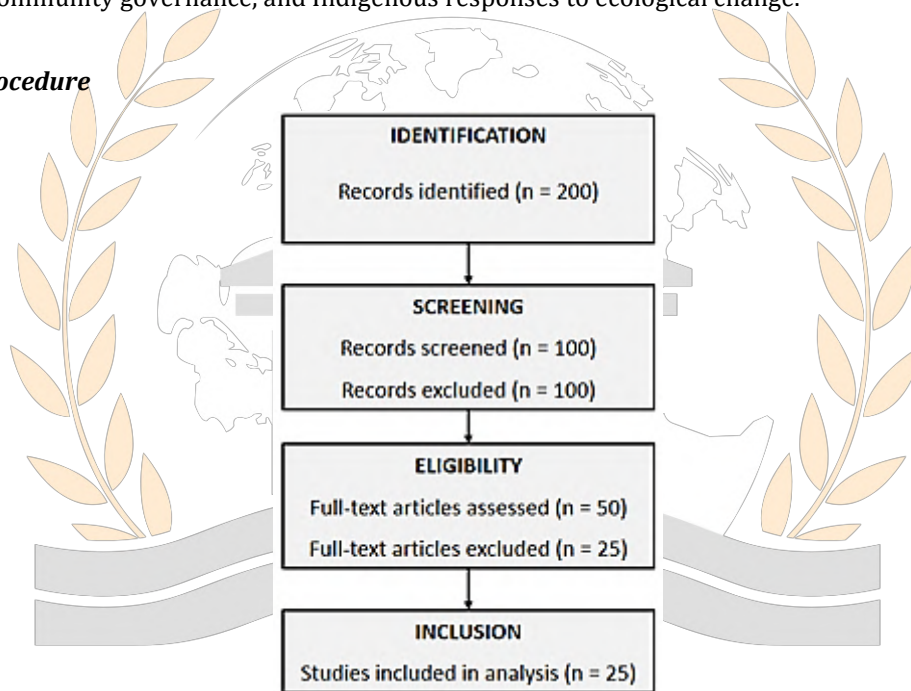 ommunity governance, and Indigenous responses to ecological change.
ocedure
IDENTIFICATION
Records identified (n = 200)
SCREENING
Records screened (n = 100)
Records excluded (n = 100)
ELIGIBILITY
Full-text articles assessed (n = 50)
Full-text articles excluded (n = 25)
INCLUSION
Studies included in analysis (n = 25)